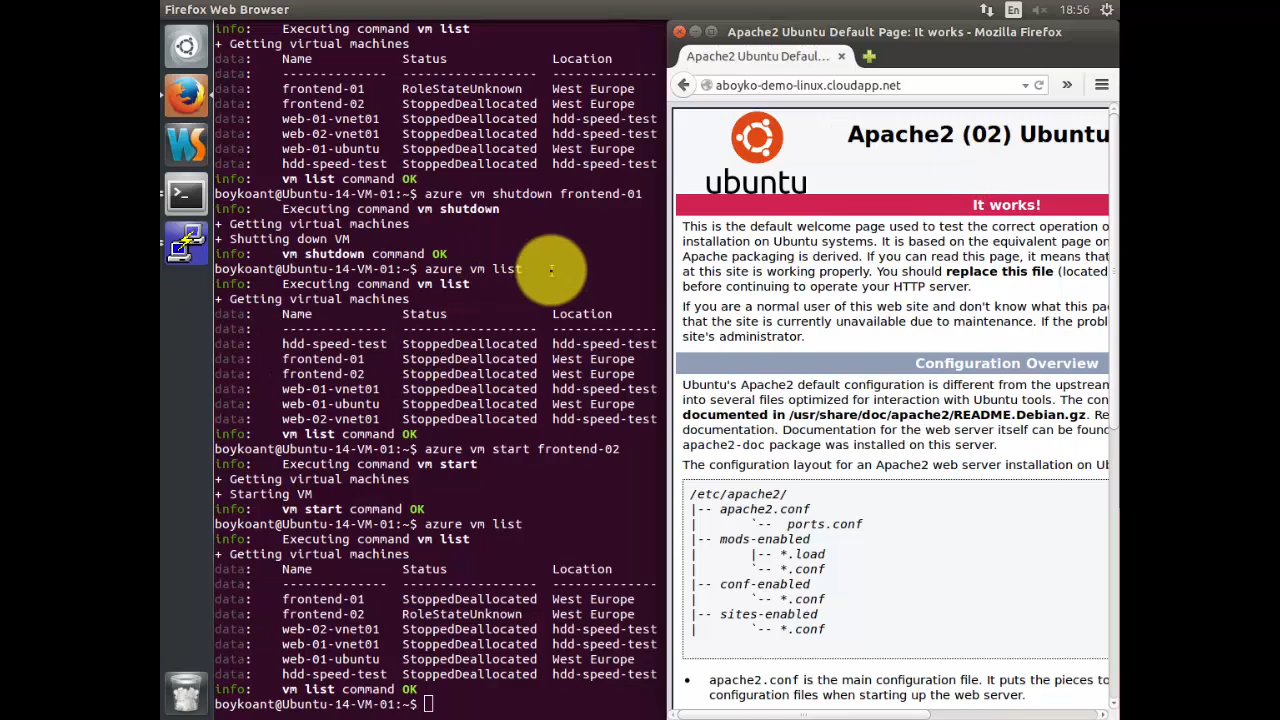 Firefox Web Browser
En
18:56
info: Executing command vm list
+ Getting virtual machines
data: Name Status Location
data: -------------- ------------------ -------------
data: frontend-01 RoleStateUnknown West Europe
data: frontend-02 StoppedDeallocated West Europe
data: web-01-vnet01 StoppedDeallocated hdd-speed-test
data: web-02-vnet01 StoppedDeallocated hdd-speed-test
data: web-01-ubuntu StoppedDeallocated West Europe
data: hdd-speed-test StoppedDeallocated hdd-speed-test
info: vm list command OK
boykoant@Ubuntu-14-VM-01:~$ azure vm shutdown frontend-01
info: Executing command vm shutdown
+ Getting virtual machines
+ Shutting down VM
info: vm shutdown command OK
boykoant@Ubuntu-14-VM-01:~$ azure vm list
info: Executing command vm list
+ Getting virtual machines
data: Name Status Location
data: -------------- ------------------ -------------
data: hdd-speed-test StoppedDeallocated hdd-speed-test
data: frontend-01 StoppedDeallocated West Europe
data: frontend-02 StoppedDeallocated West Europe
data: web-01-vnet01 StoppedDeallocated hdd-speed-test
data: web-01-ubuntu StoppedDeallocated West Europe
data: web-02-vnet01 StoppedDeallocated hdd-speed-test
info: vm list command OK
boykoant@Ubuntu-14-VM-01:~$ azure vm start frontend-02
info: Executing command vm start
+ Getting virtual machines
+ Starting VM
info: vm start command OK
boykoant@Ubuntu-14-VM-01:~$ azure vm list
info: Executing command vm list
+ Getting virtual machines
data: Name Status Location
data: -------------- ------------------ -------------
data: frontend-01 StoppedDeallocated West Europe
data: frontend-02 RoleStateUnknown West Europe
data: web-02-vnet01 StoppedDeallocated hdd-speed-test
data: web-01-vnet01 StoppedDeallocated hdd-speed-test
data: web-01-ubuntu StoppedDeallocated West Europe
data: hdd-speed-test StoppedDeallocated hdd-speed-test
info: vm list command OK
boykoant@Ubuntu-14-VM-01:~$
Apache2 Ubuntu Default Page: It works - Mozilla Firefox
Apache2 Ubuntu Defaul...
aboyko-demo-linux.cloudapp.net
ubuntu
Apache2 (02) Ubuntu
It works!
This is the default welcome page used to test the correct operation o
installation on Ubuntu systems. It is based on the equivalent page on
Apache packaging is derived. If you can read this page, it means that
at this site is working properly. You should replace this file (located
before continuing to operate your HTTP server.
If you are a normal user of this web site and don't know what this pa
that the site is currently unavailable due to maintenance. If the probl
site's administrator.
Configuration Overview
Ubuntu's Apache2 default configuration is different from the upstream
into several files optimized for interaction with Ubuntu tools. The con
documented in /usr/share/doc/apache2/README.Debian.gz. Re
documentation. Documentation for the web server itself can be found
apache2-doc package was installed on this server.
The configuration layout for an Apache2 web server installation on Ub
/etc/apache2/
|-- apache2.conf
|       `--  ports.conf
|-- mods-enabled
|       |-- *.load
|       `-- *.conf
|-- conf-enabled
|       `-- *.conf
|-- sites-enabled
|       `-- *.conf
• apache2.conf is the main configuration file. It puts the pieces to
configuration files when starting up the web server.